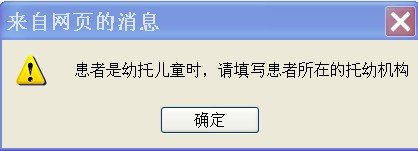 来自网页的消息
患者是幼托儿童时，请填写患者所在的托幼机构
确定